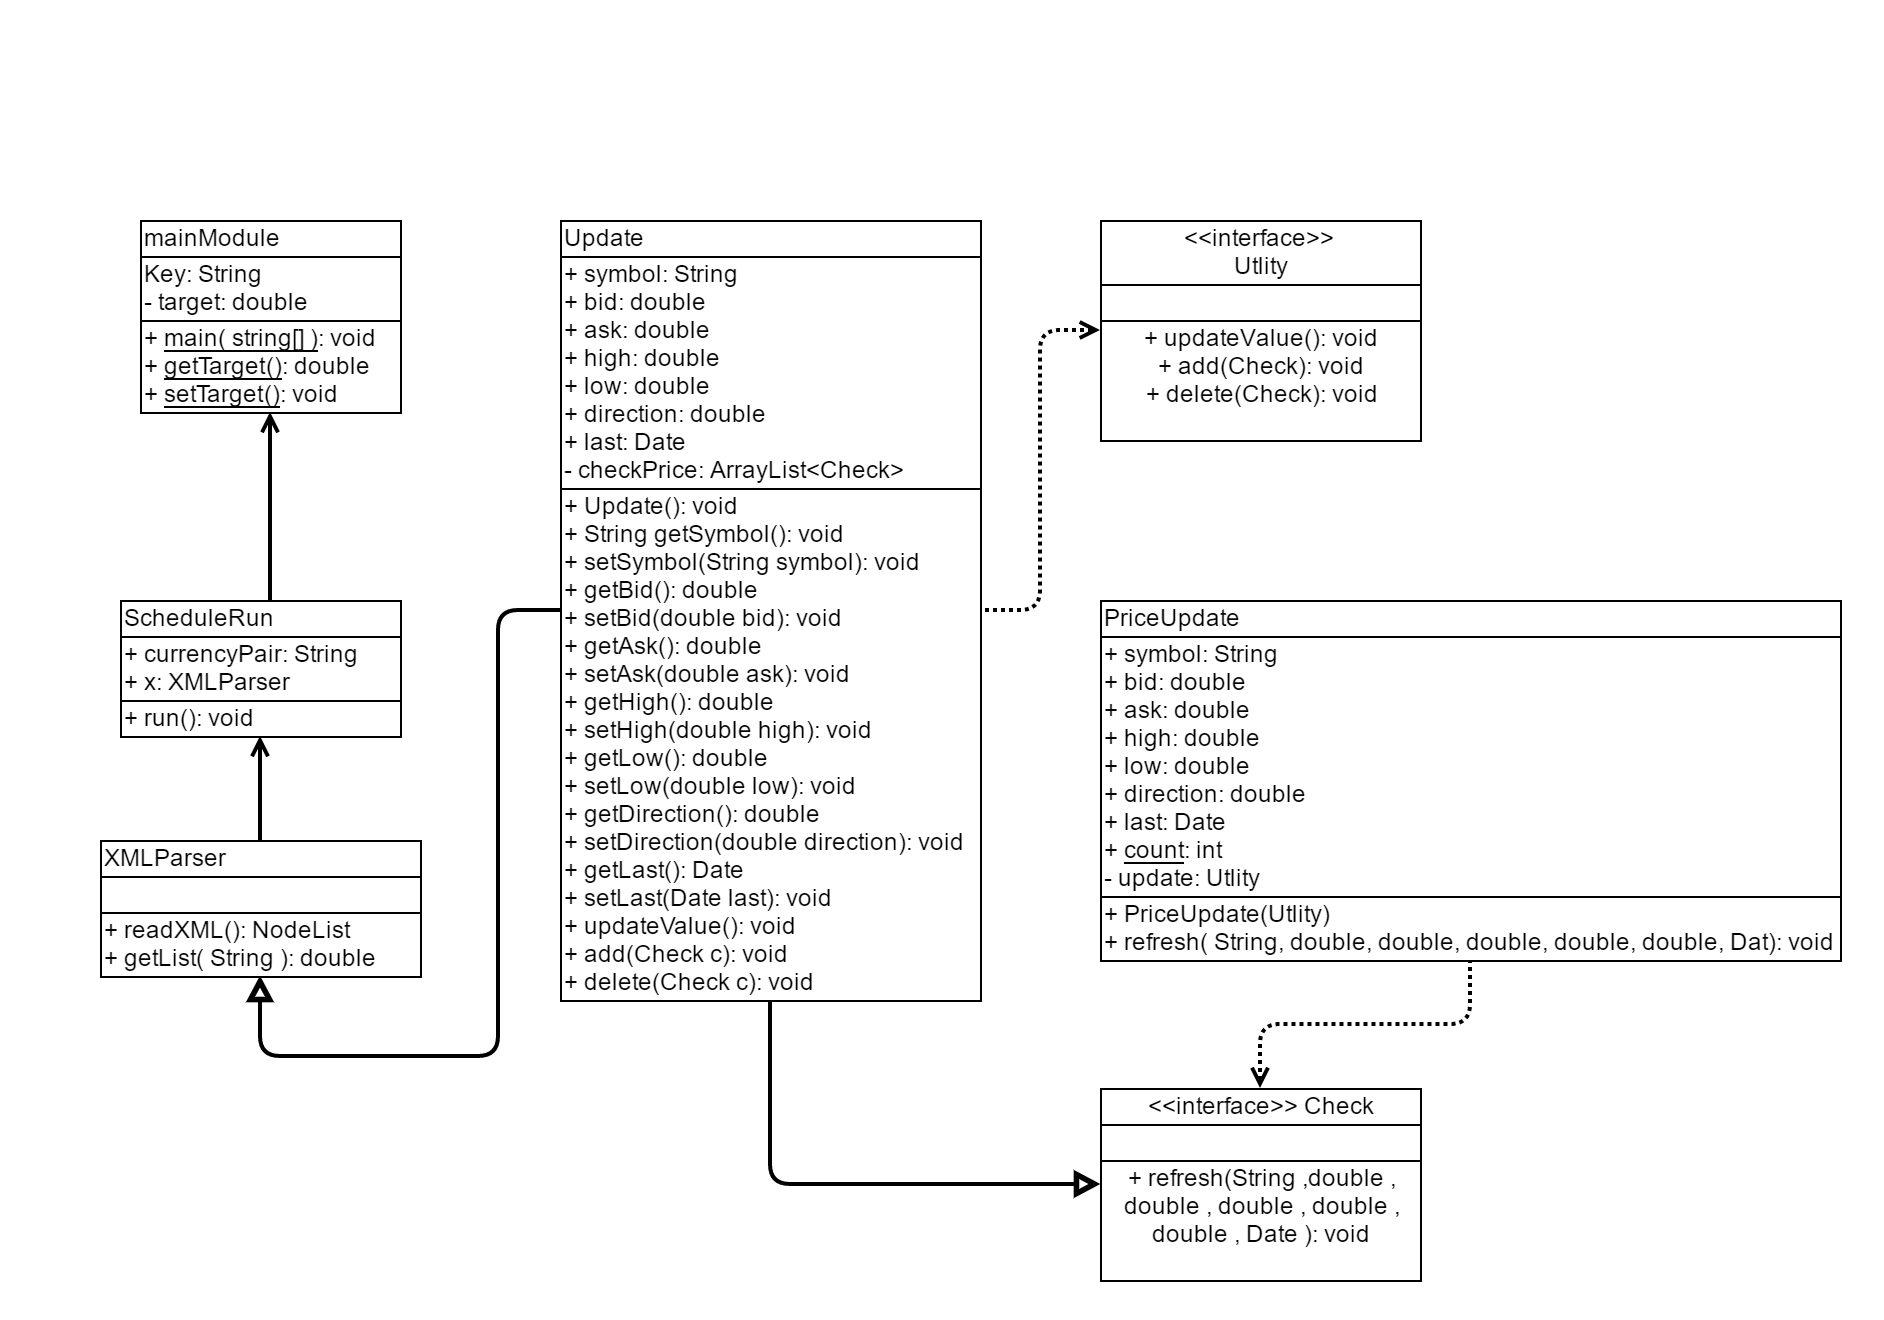 mainModule
Key: String
- target: double
+ main( string[] ): void
+ getTarget(): double
+ setTarget(): void
ScheduleRun
+ currencyPair: String
+ x: XMLParser
+ run(): void
XMLParser
+ readXML(): NodeList
+ getList( String ): double
Update
+ symbol: String
+ bid: double
+ ask: double
+ high: double
+ low: double
+ direction: double
+ last: Date
- checkPrice: ArrayList<Check>
+ Update(): void
+ String getSymbol(): void
+ setSymbol(String symbol): void
+ getBid(): double
+ setBid(double bid): void
+ getAsk(): double
+ setAsk(double ask): void
+ getHigh(): double
+ setHigh(double high): void
+ getLow(): double
+ setLow(double low): void
+ getDirection(): double
+ setDirection(double direction): void
+ getLast(): Date
+ setLast(Date last): void
+ updateValue(): void
+ add(Check c): void
+ delete(Check c): void
<<interface>>
Utlity
+ updateValue(): void
+ add(Check): void
+ delete(Check): void
PriceUpdate
+ symbol: String
+ bid: double
+ ask: double
+ high: double
+ low: double
+ direction: double
+ last: Date
+ count: int
- update: Utlity
+ PriceUpdate(Utlity)
+ refresh( String, double, double, double, double, double, Dat): void
<<interface>> Check
+ refresh(String ,double ,
double , double , double ,
double , Date ): void